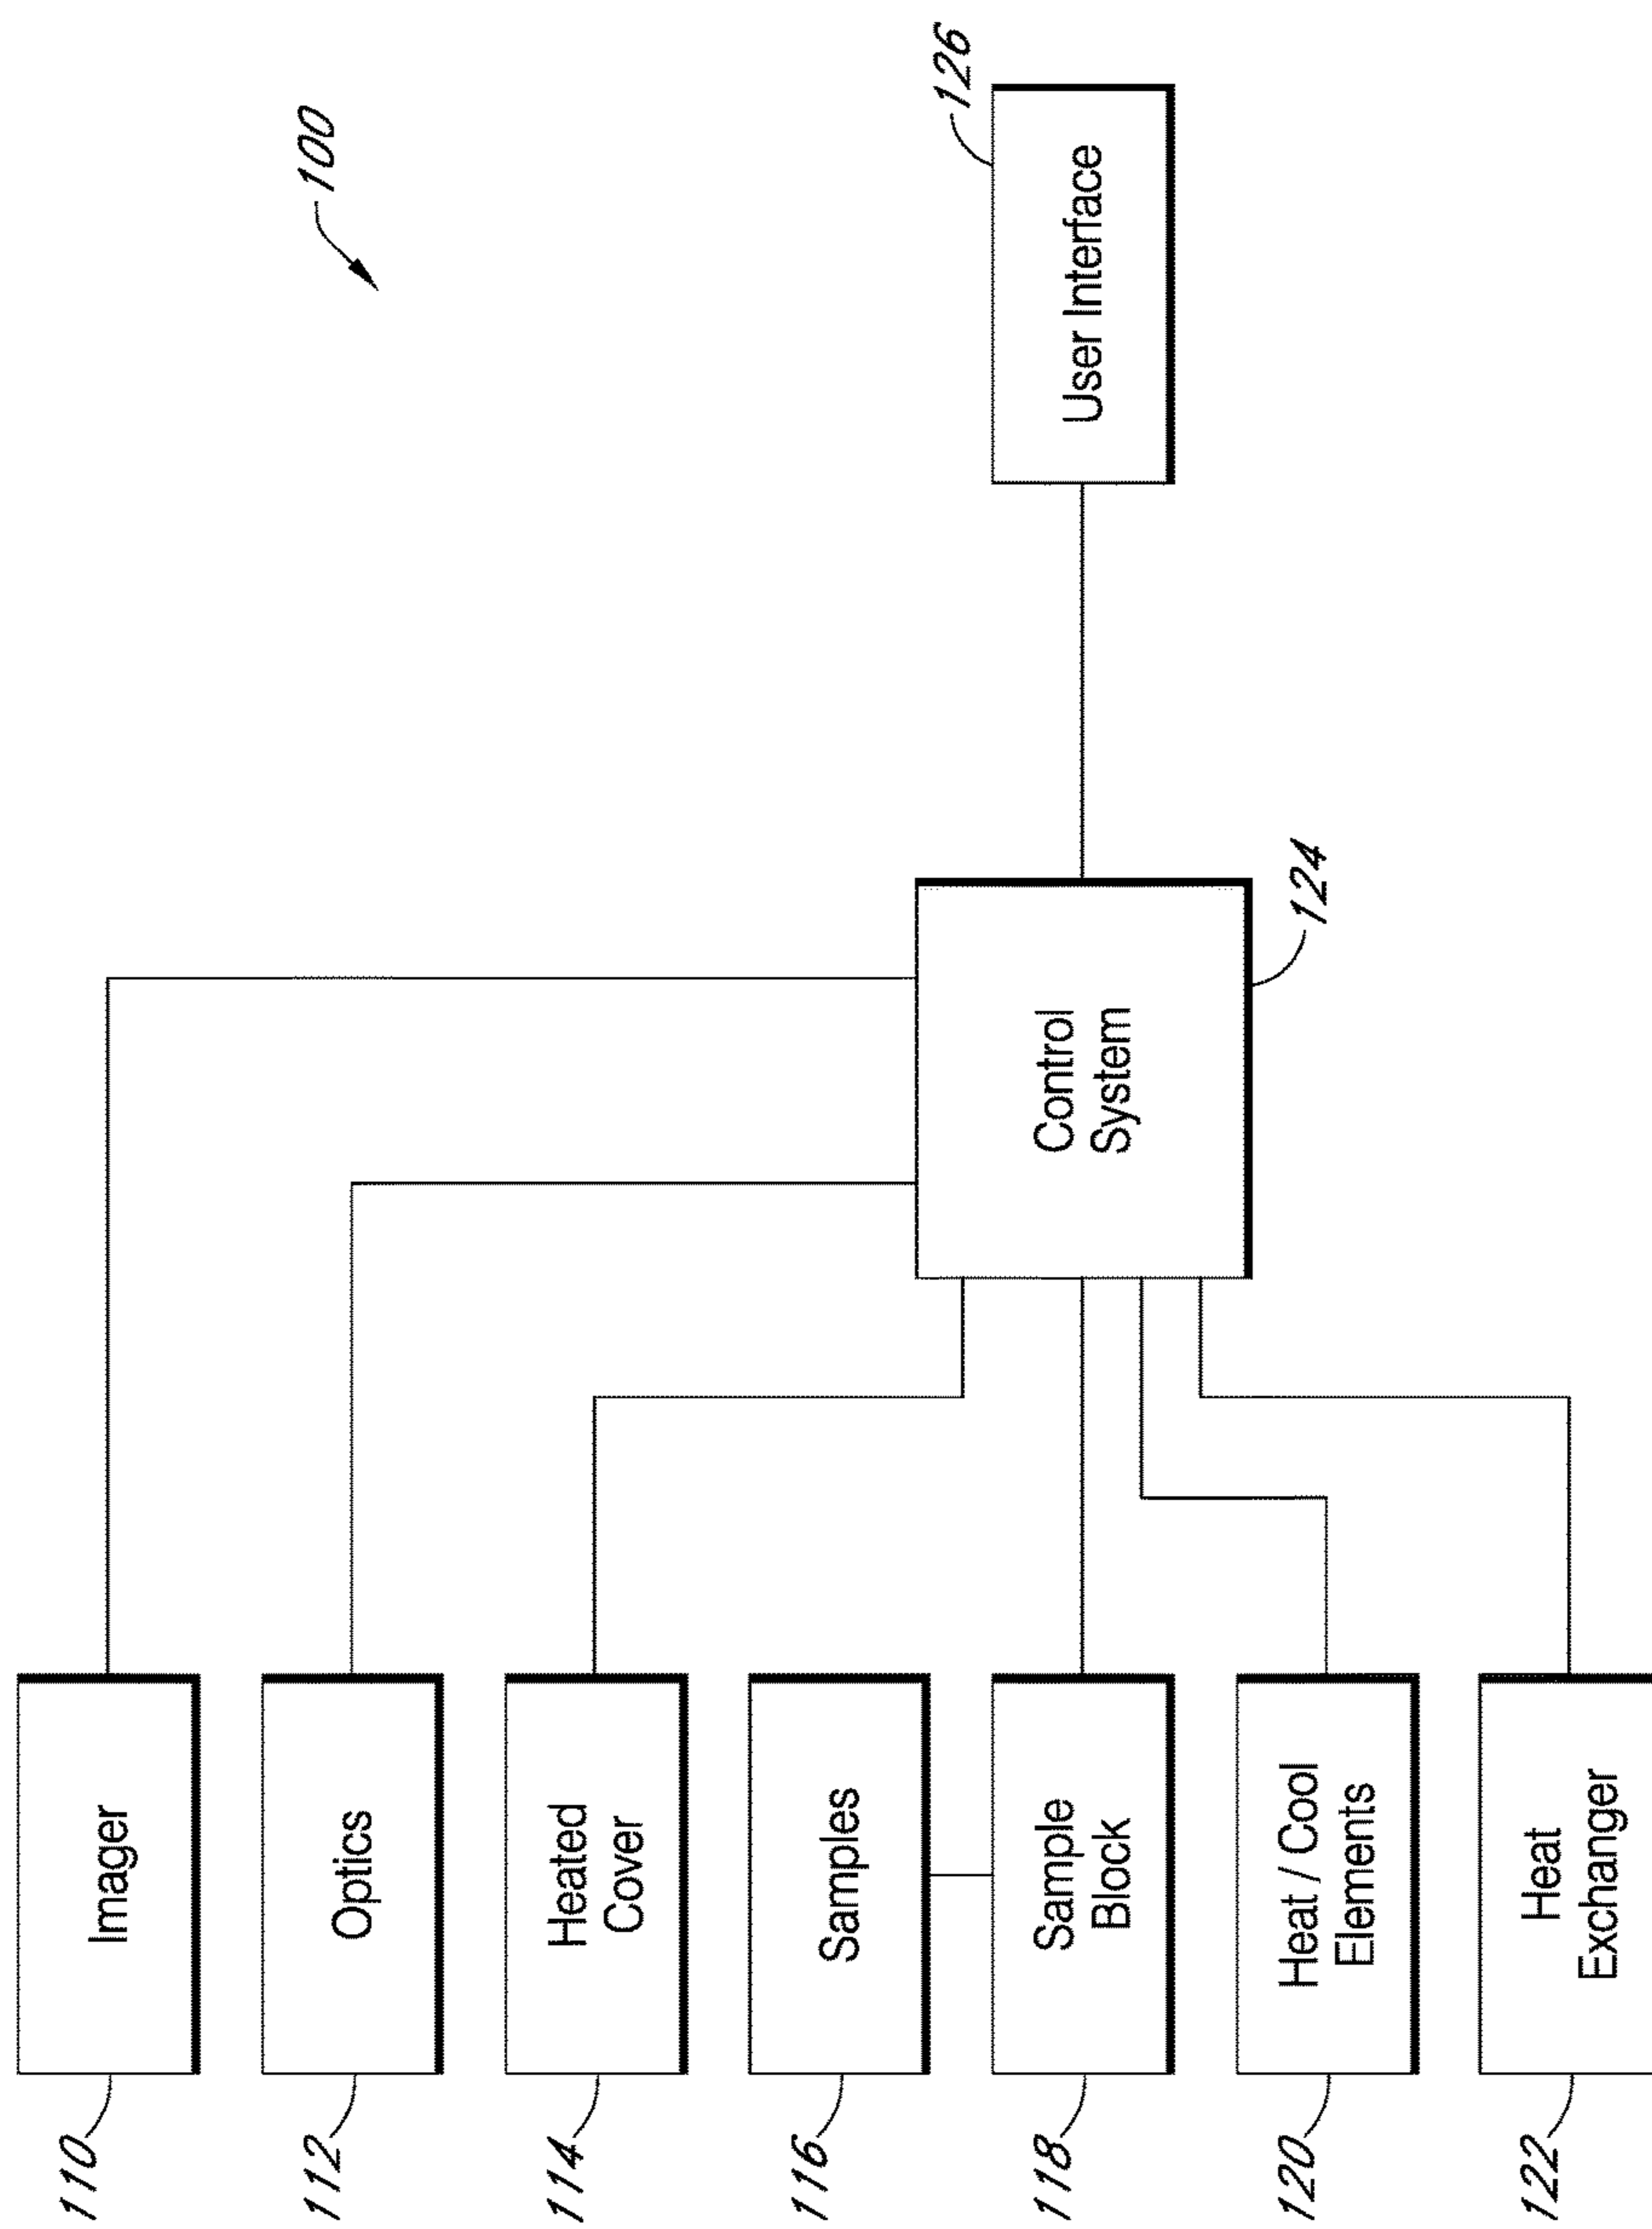 100
110
Imager
112
Optics
114
Heated
Cover
116
Samples
118
Sample
Block
120
Heat / Cool
Elements
122
Heat
Exchanger
Control
System
124
User Interface
126